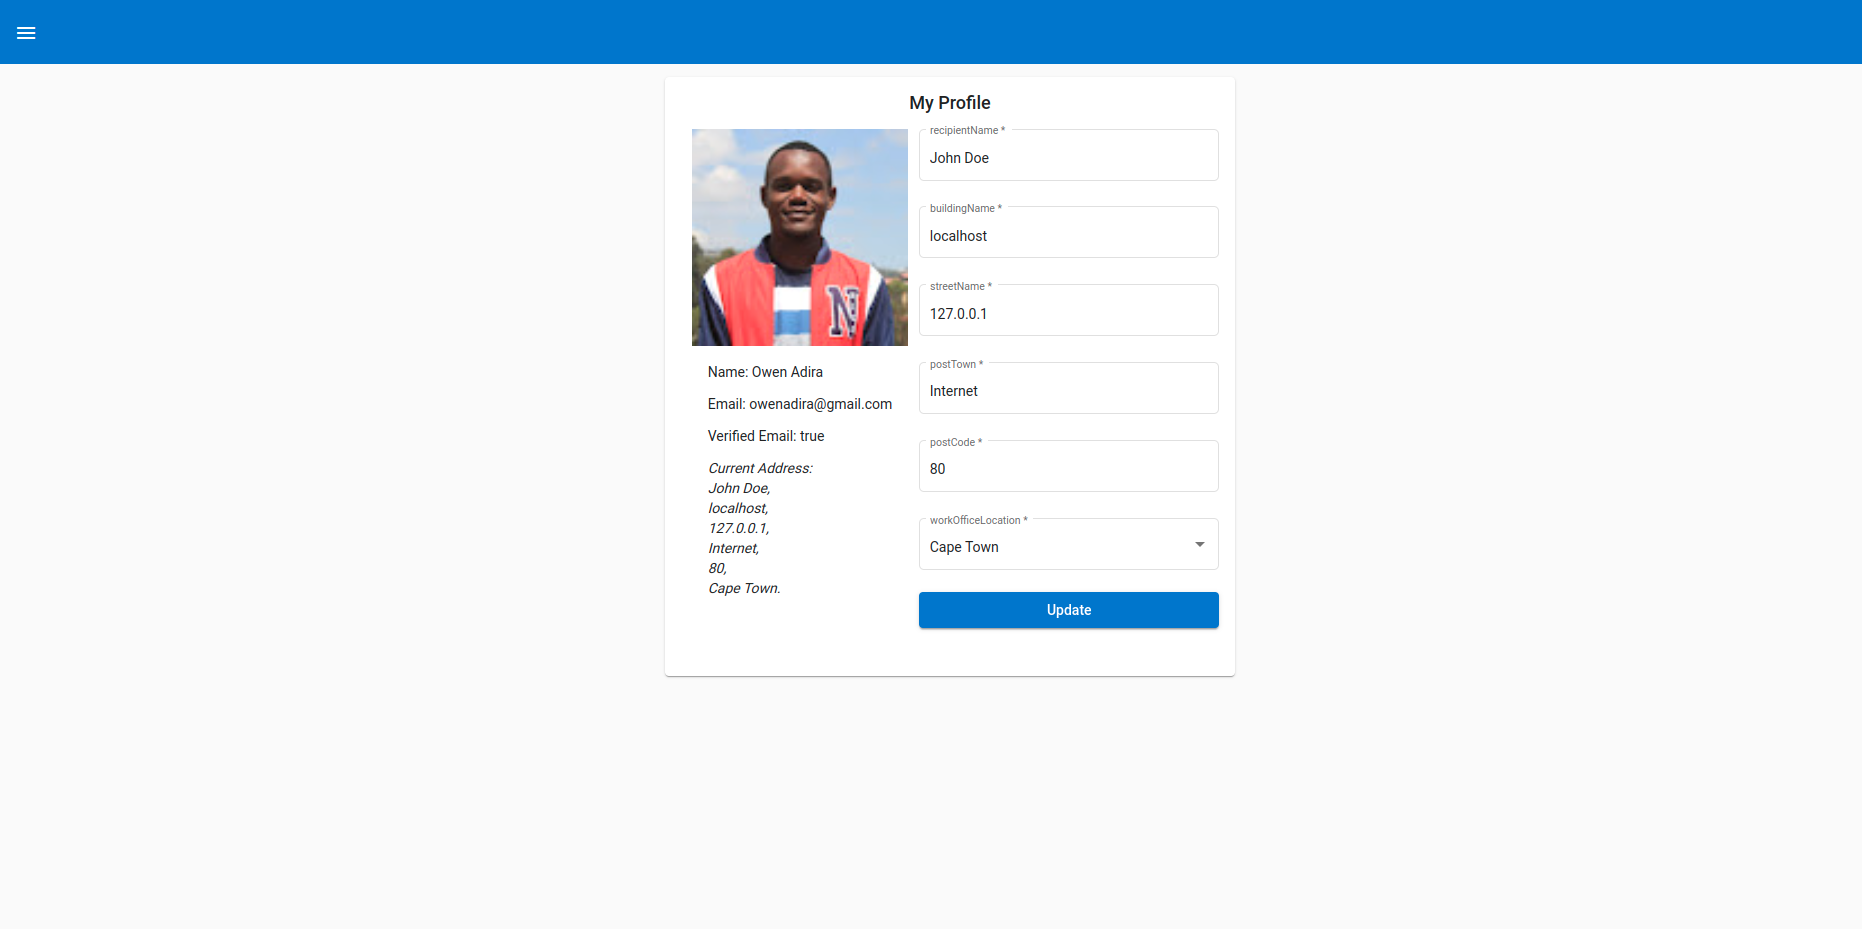 My Profile
Name: Owen Adira
Email: owenadira@gmail.com
Verified Email: true
Current Address:
John Doe,
localhost,
127.0.0.1,
Internet,
80,
Cape Town.
recipientName *
John Doe
buildingName *
localhost
streetName *
127.0.0.1
postTown *
Internet
postCode *
80
workOfficeLocation *
Cape Town
Update
N